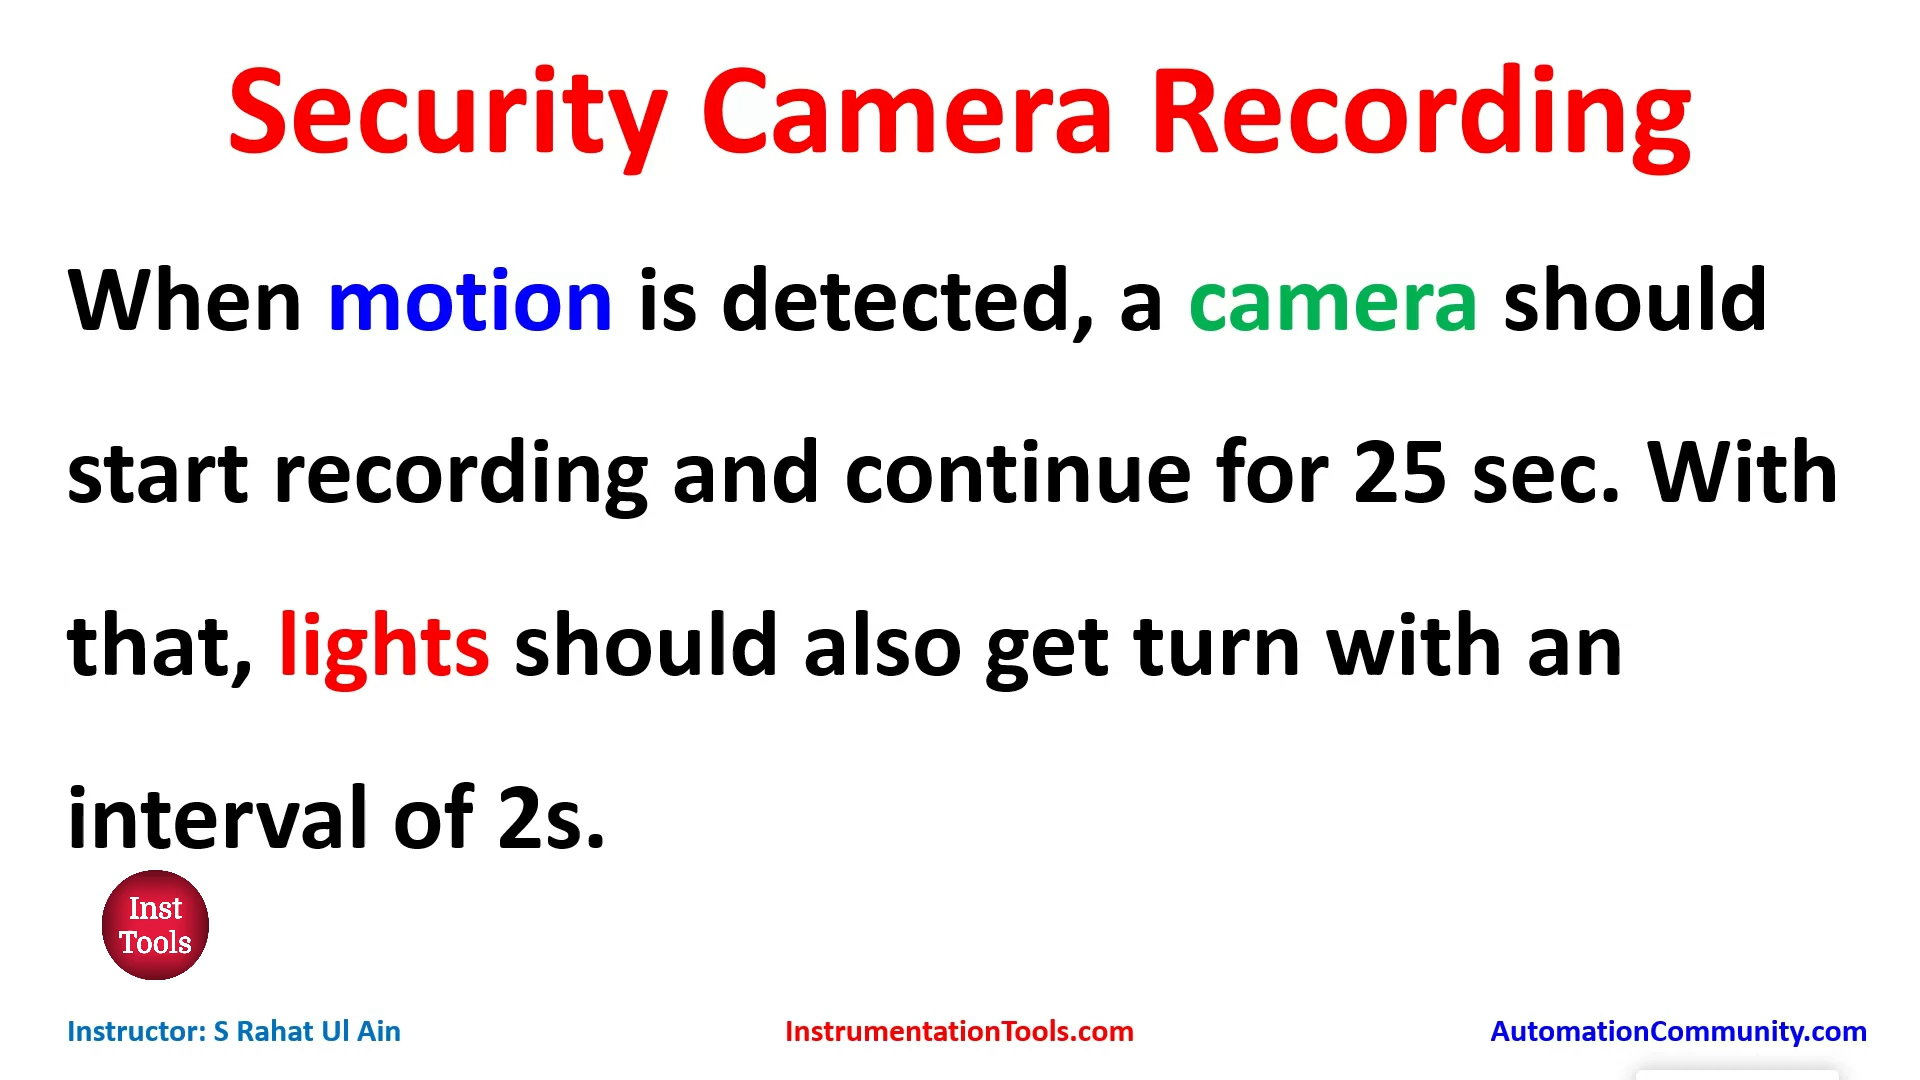 Security Camera Recording
When motion is detected, a camera should
start recording and continue for 25 sec. With
that, lights should also get turn with an
interval of 2s.
Inst
Tools
Instructor: S Rahat Ul Ain
InstrumentationTools.com
AutomationCommunity.com